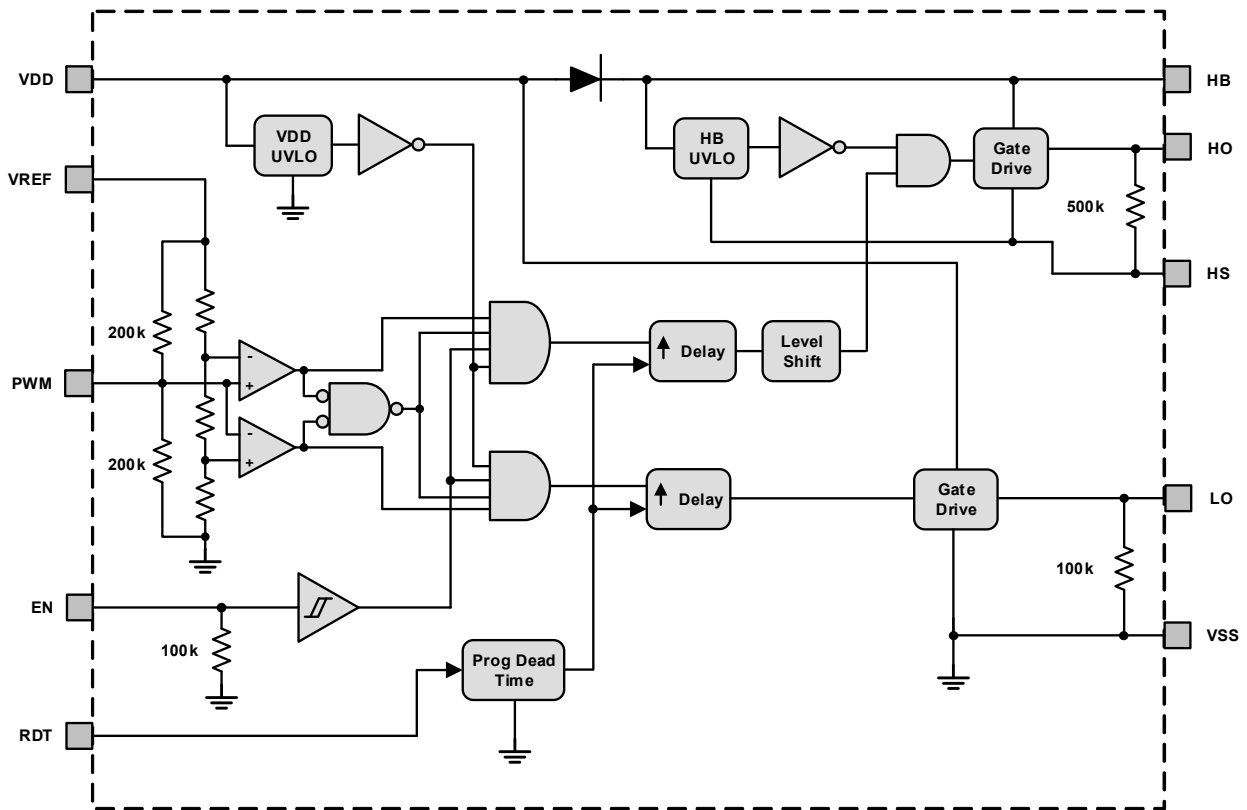 VDD
HB
VDD
UVLO
HB
UVLO
Gate
Drive
HO
VREF
500k
HS
200k
-
+
Delay
Level
Shift
PWM
200k
-
+
Delay
Gate
Drive
LO
100k
EN
100k
VSS
Prog Dead
Time
RDT